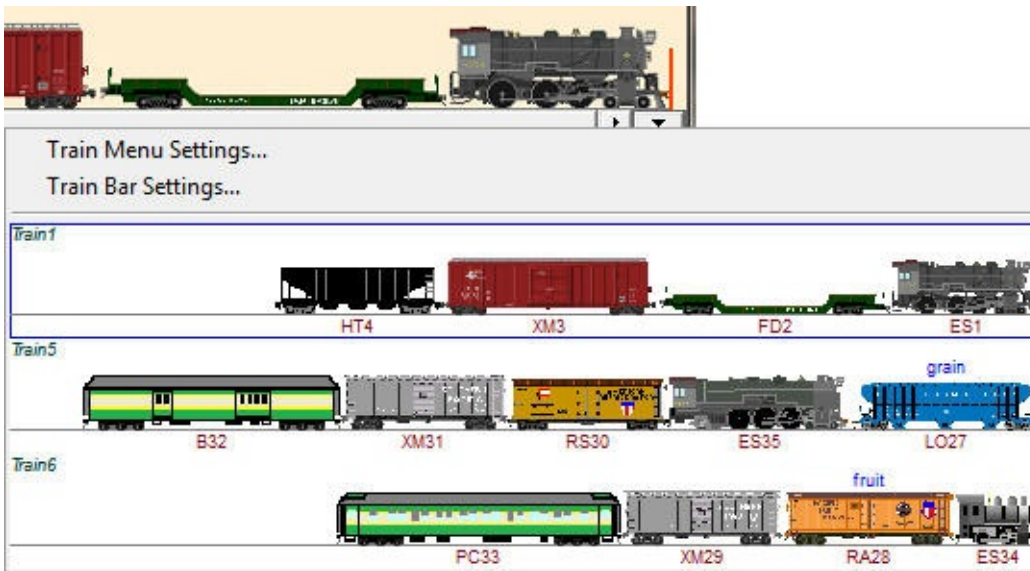 Train Menu Settings...
Train Bar Settings...
Train1
HT4 XM3 FD2 ES1
Train5
grain
B32 XM31 RS30 ES35 LO27
Train6
fruit
PC33 XM29 RA28 ES34